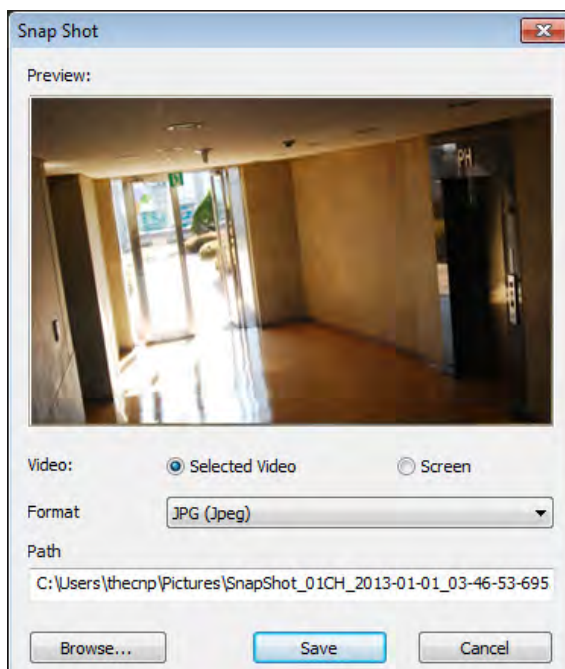 Snap Shot
Preview:
PH
Video:
Selected Video
Screen
Format
JPG (Jpeg)
Path
C:\Users\thecnp\Pictures\SnapShot_01CH_2013-01-01_03-46-53-695
Browse...
Save
Cancel